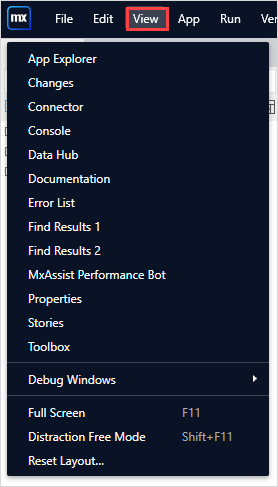 mx File Edit View App Run Ver
App Explorer
Changes
Connector
Console
Data Hub
Documentation
Error List
Find Results 1
Find Results 2
MxAssist Performance Bot
Properties
Stories
Toolbox
Debug Windows
Full Screen F11
Distraction Free Mode Shift+F11
Reset Layout...